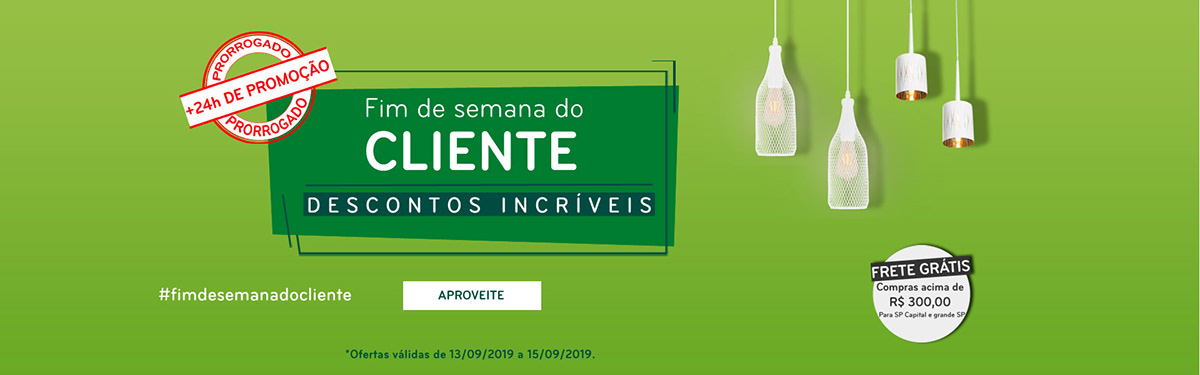 PRORROGADO
+24h DE PROMOÇÃO
PRORROGADO
Fim de semana do
CLIENTE
DESCONTOS INCRÍVEIS
#fimdesemanadocliente
APROVEITE
FRETE GRÁTIS
Compras acima de
R$ 300,00
Para SP Capital e grande SP
*Ofertas válidas de 13/09/2019 a 15/09/2019.